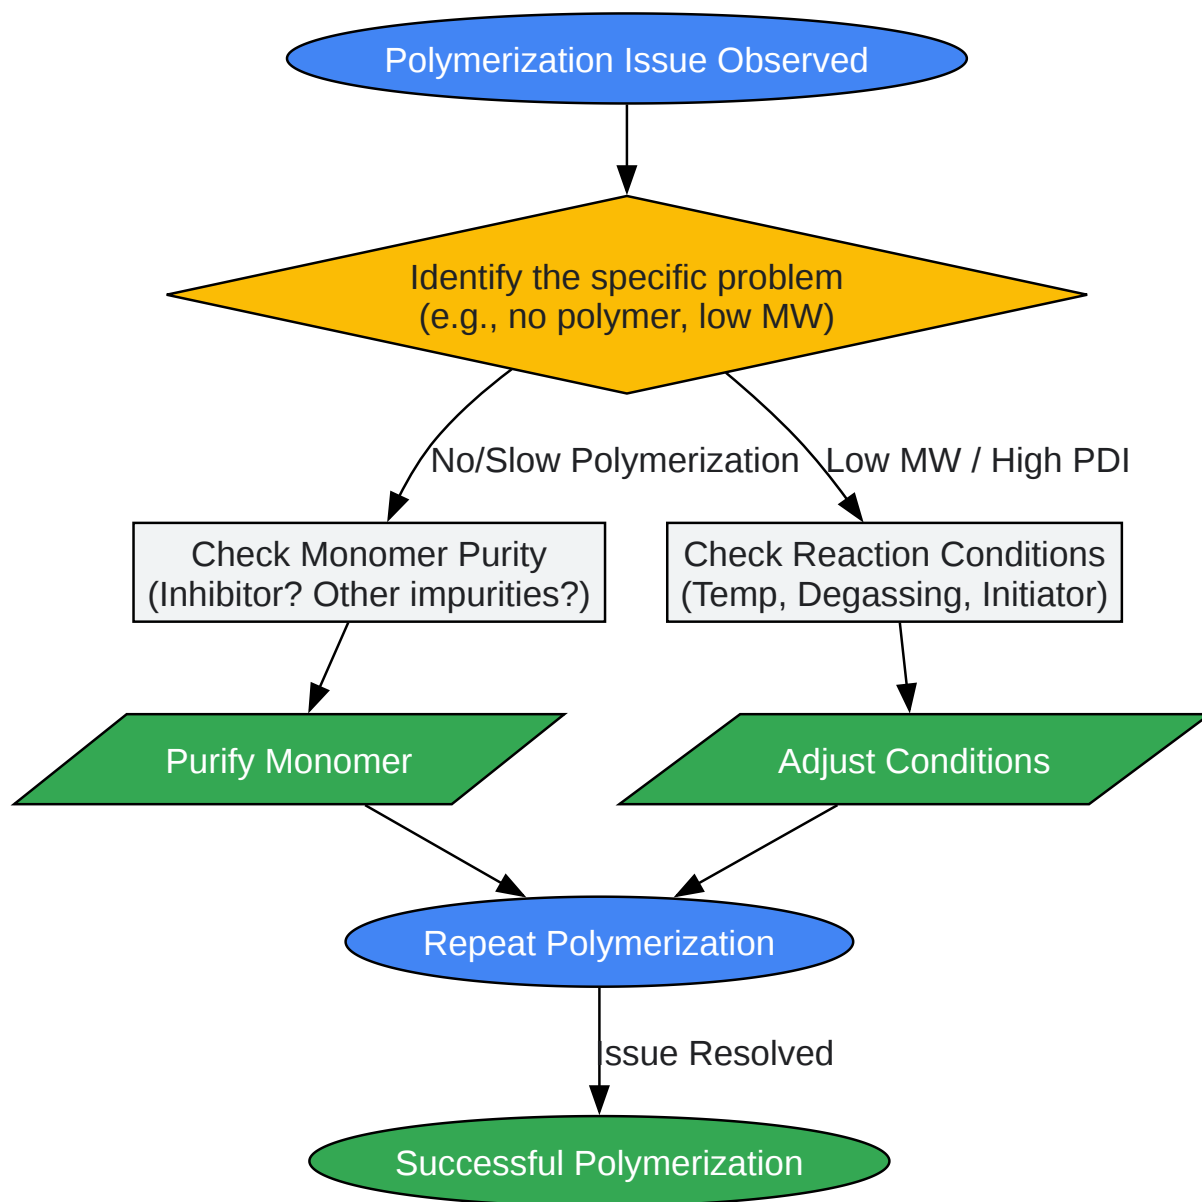 Polymerization Issue Observed
Identify the specific problem
(e.g., no polymer, low MW)
No/Slow Polymerization
Low MW / High PDI
Check Monomer Purity
(Inhibitor? Other impurities?)
Check Reaction Conditions
(Temp, Degassing, Initiator)
Purify Monomer
Adjust Conditions
Repeat Polymerization
Issue Resolved
Successful Polymerization